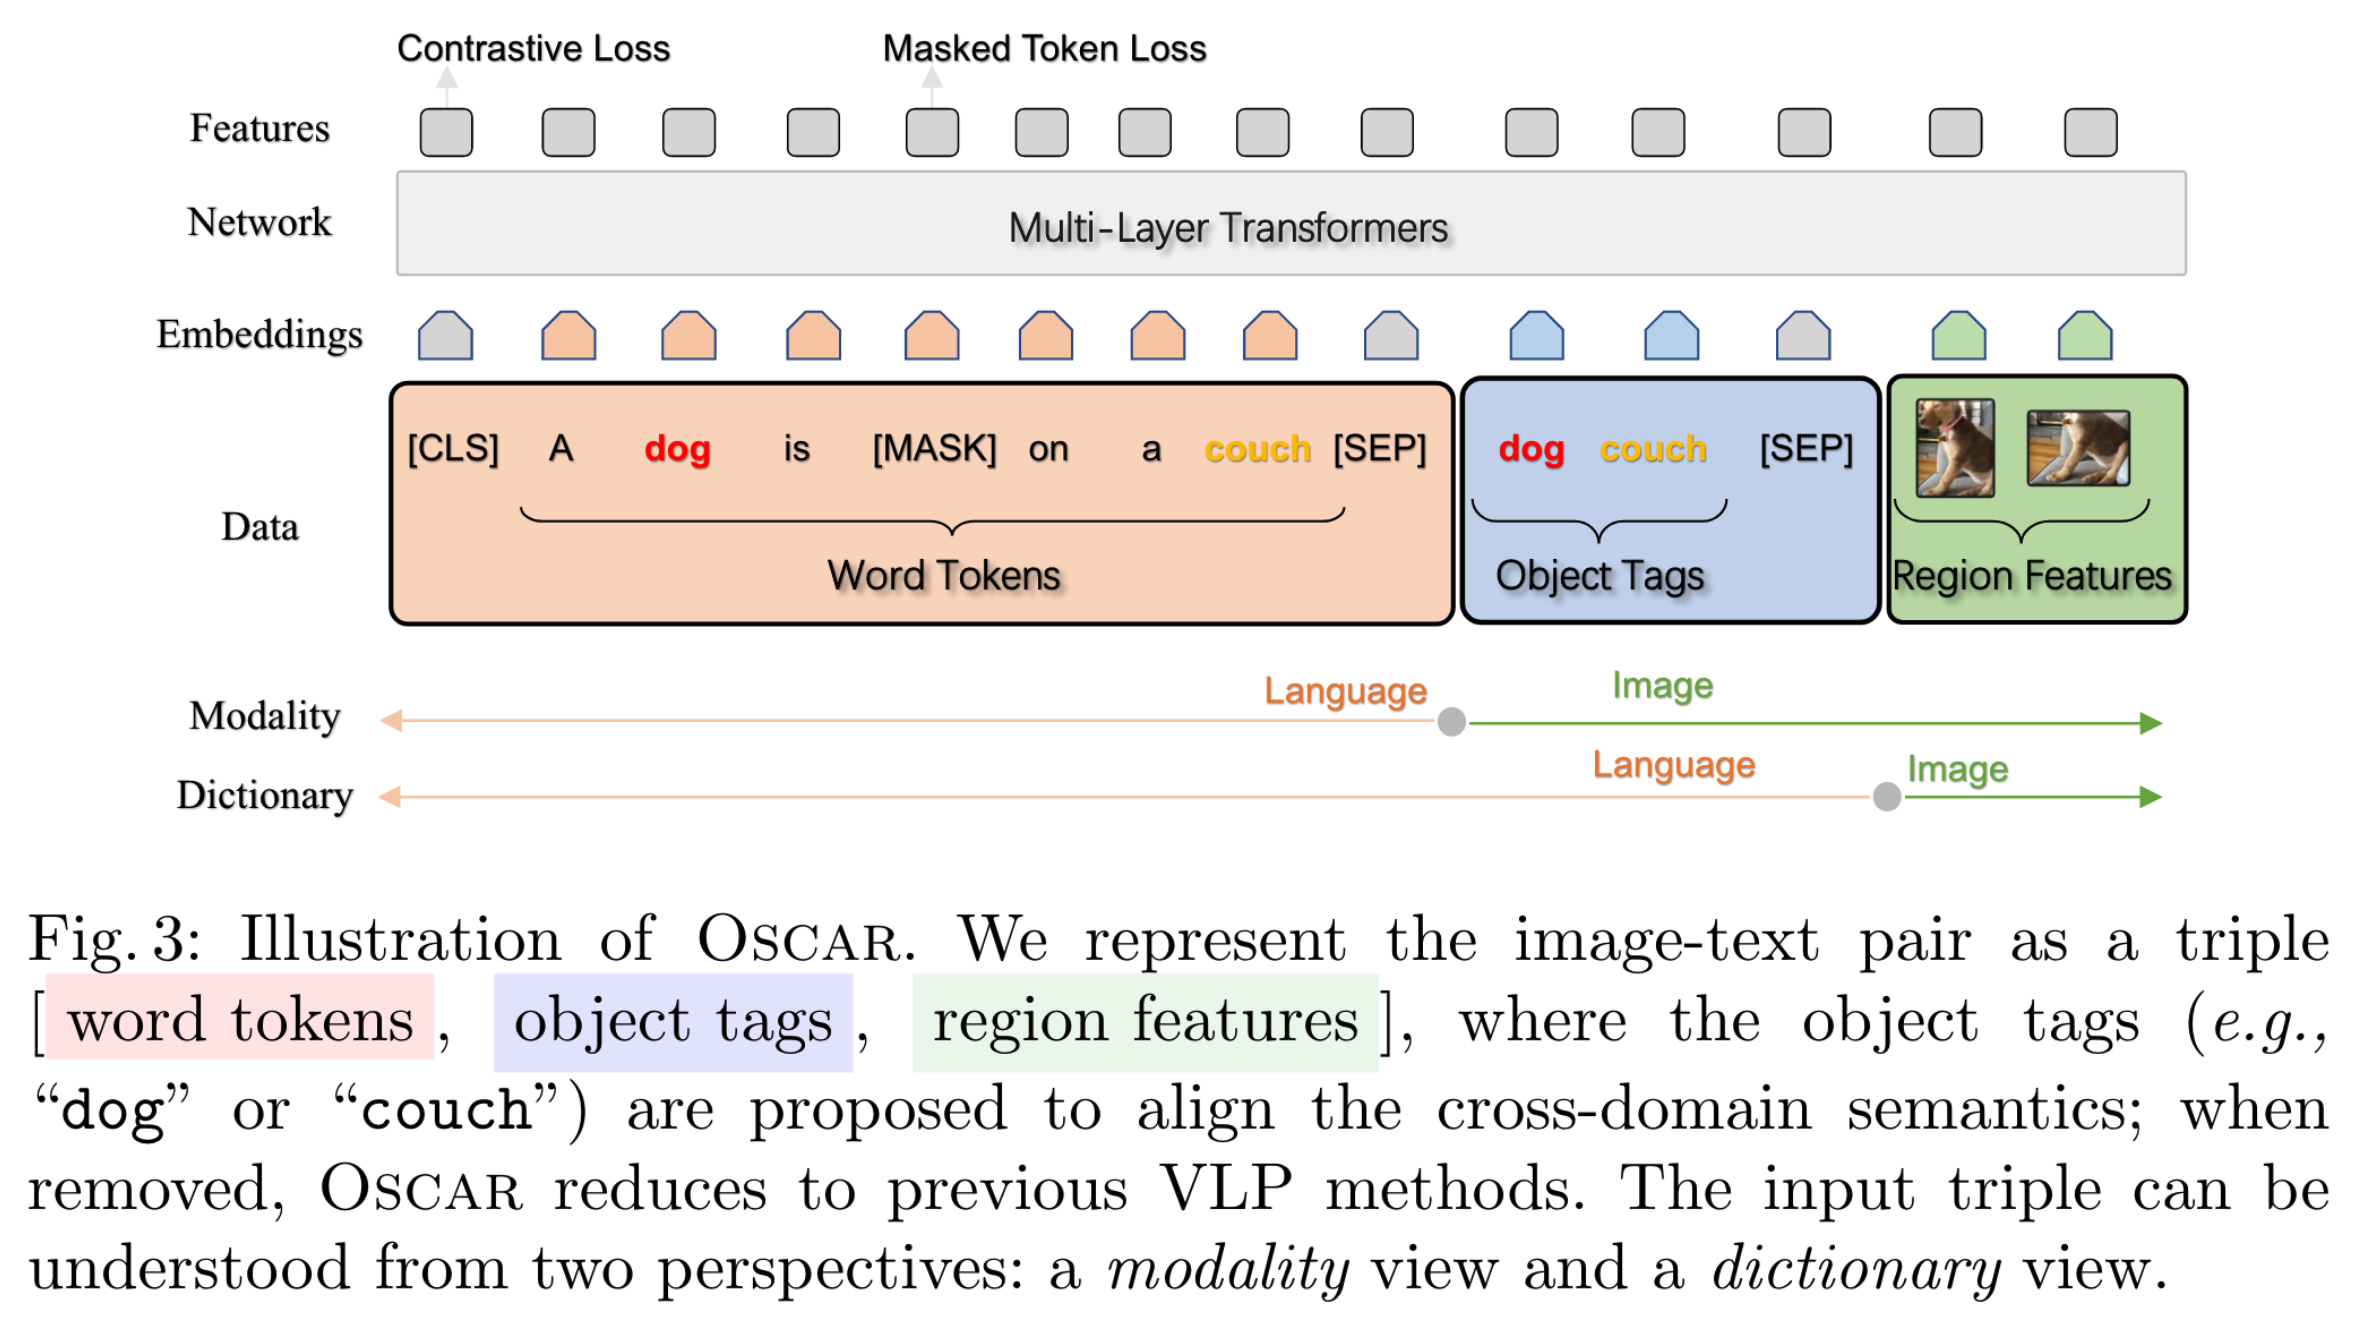 Contrastive Loss Masked Token Loss
Features
Network Multi-Layer Transformers
Embeddings
[CLS] A dog is [MASK] on a couch [SEP] dog couch [SEP]
Data
Word Tokens Object Tags Region Features
Language Image
Modality
Language Image
Dictionary
Fig. 3: Illustration of OSCAR. We represent the image-text pair as a triple
[ word tokens , object tags , region features ], where the object tags (e.g.,
“dog” or “couch”) are proposed to align the cross-domain semantics; when
removed, OSCAR reduces to previous VLP methods. The input triple can be
understood from two perspectives: a modality view and a dictionary view.